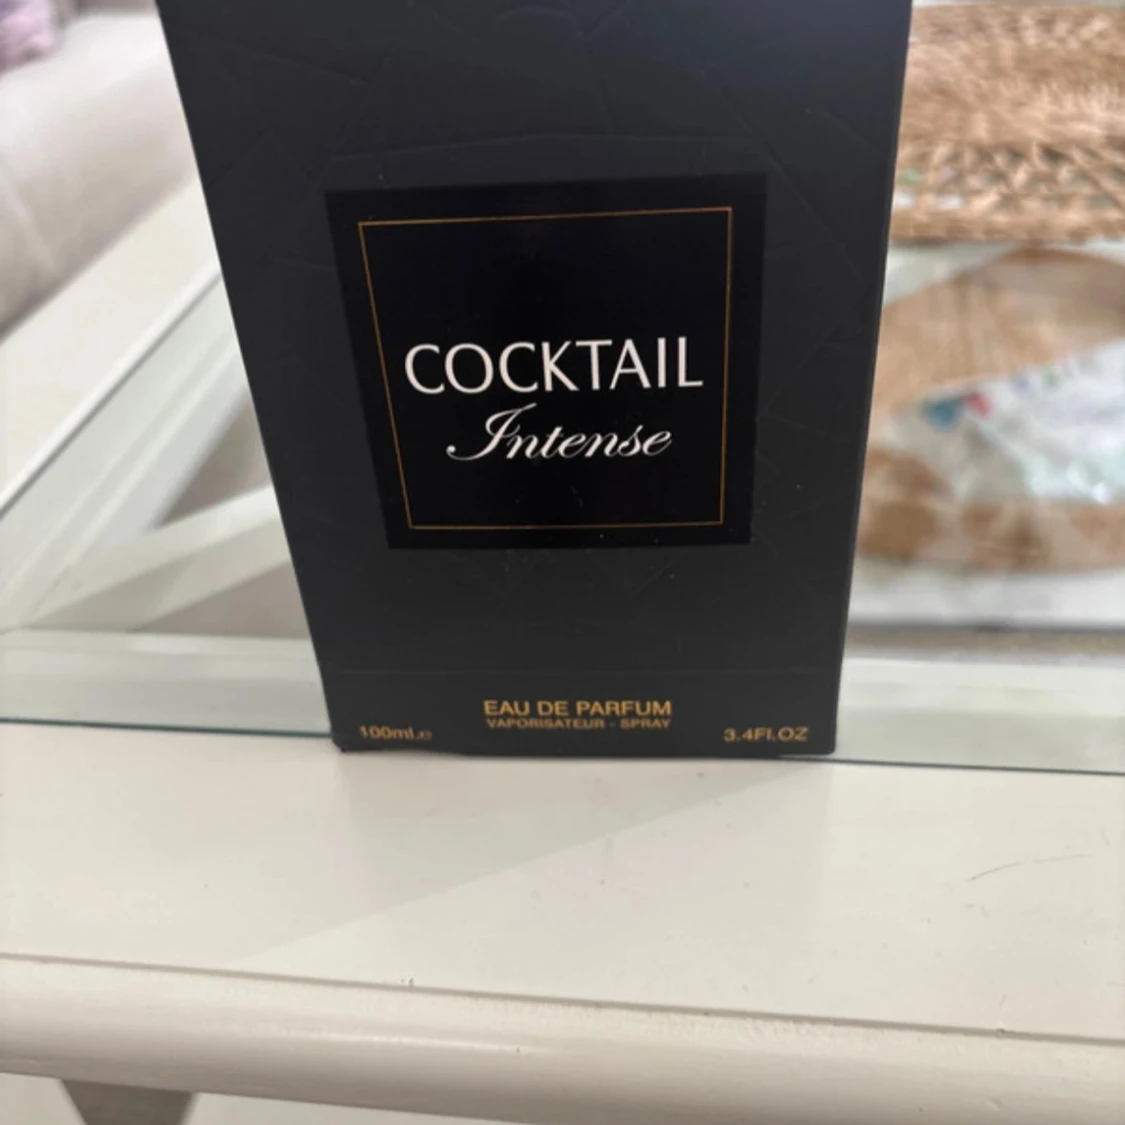 COCKTAIL
Intense
EAU DE PARFUM
VAPORISATEUR - SPRAY
100ml.e 3.4Fl.OZ